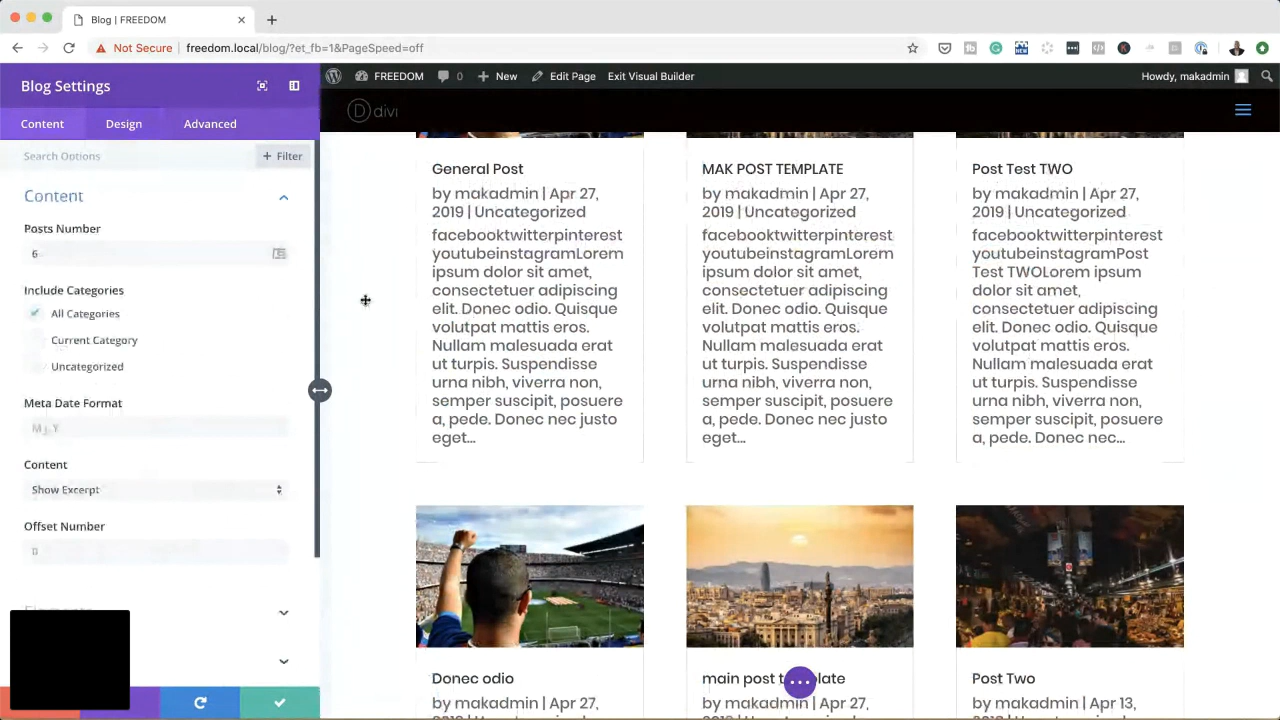 Blog | FREEDOM
Not Secure | freedom.local/blog/?et_fb=1&PageSpeed=off
Blog Settings
FREEDOM
0
New
Edit Page
Exit Visual Builder
Howdy, makadmin
Content
Design
Advanced
divi
Search Options
+ Filter
Content
Posts Number
6
Include Categories
All Categories
Current Category
Uncategorized
Meta Date Format
M j, Y
Content
Show Excerpt
Offset Number
0
Elements
General Post
by makadmin | Apr 27,
2019 | Uncategorized
facebooktwitterpinterest
youtubeinstagramLorem
ipsum dolor sit amet,
consectetuer adipiscing
elit. Donec odio. Quisque
volutpat mattis eros.
Nullam malesuada erat
ut turpis. Suspendisse
urna nibh, viverra non,
semper suscipit, posuere
a, pede. Donec nec justo
eget...
MAK POST TEMPLATE
by makadmin | Apr 27,
2019 | Uncategorized
facebooktwitterpinterest
youtubeinstagramLorem
ipsum dolor sit amet,
consectetuer adipiscing
elit. Donec odio. Quisque
volutpat mattis eros.
Nullam malesuada erat
ut turpis. Suspendisse
urna nibh, viverra non,
semper suscipit, posuere
a, pede. Donec nec justo
eget...
Post Test TWO
by makadmin | Apr 27,
2019 | Uncategorized
facebooktwitterpinterest
youtubeinstagramPost
Test TWOLorem ipsum
dolor sit amet,
consectetuer adipiscing
elit. Donec odio. Quisque
volutpat mattis eros.
Nullam malesuada erat
ut turpis. Suspendisse
urna nibh, viverra non,
semper suscipit, posuere
a, pede. Donec nec...
Donec odio
by makadmin | Apr 27,
main post
by makadmin | Apr 27,
Post Two
by makadmin | Apr 13,